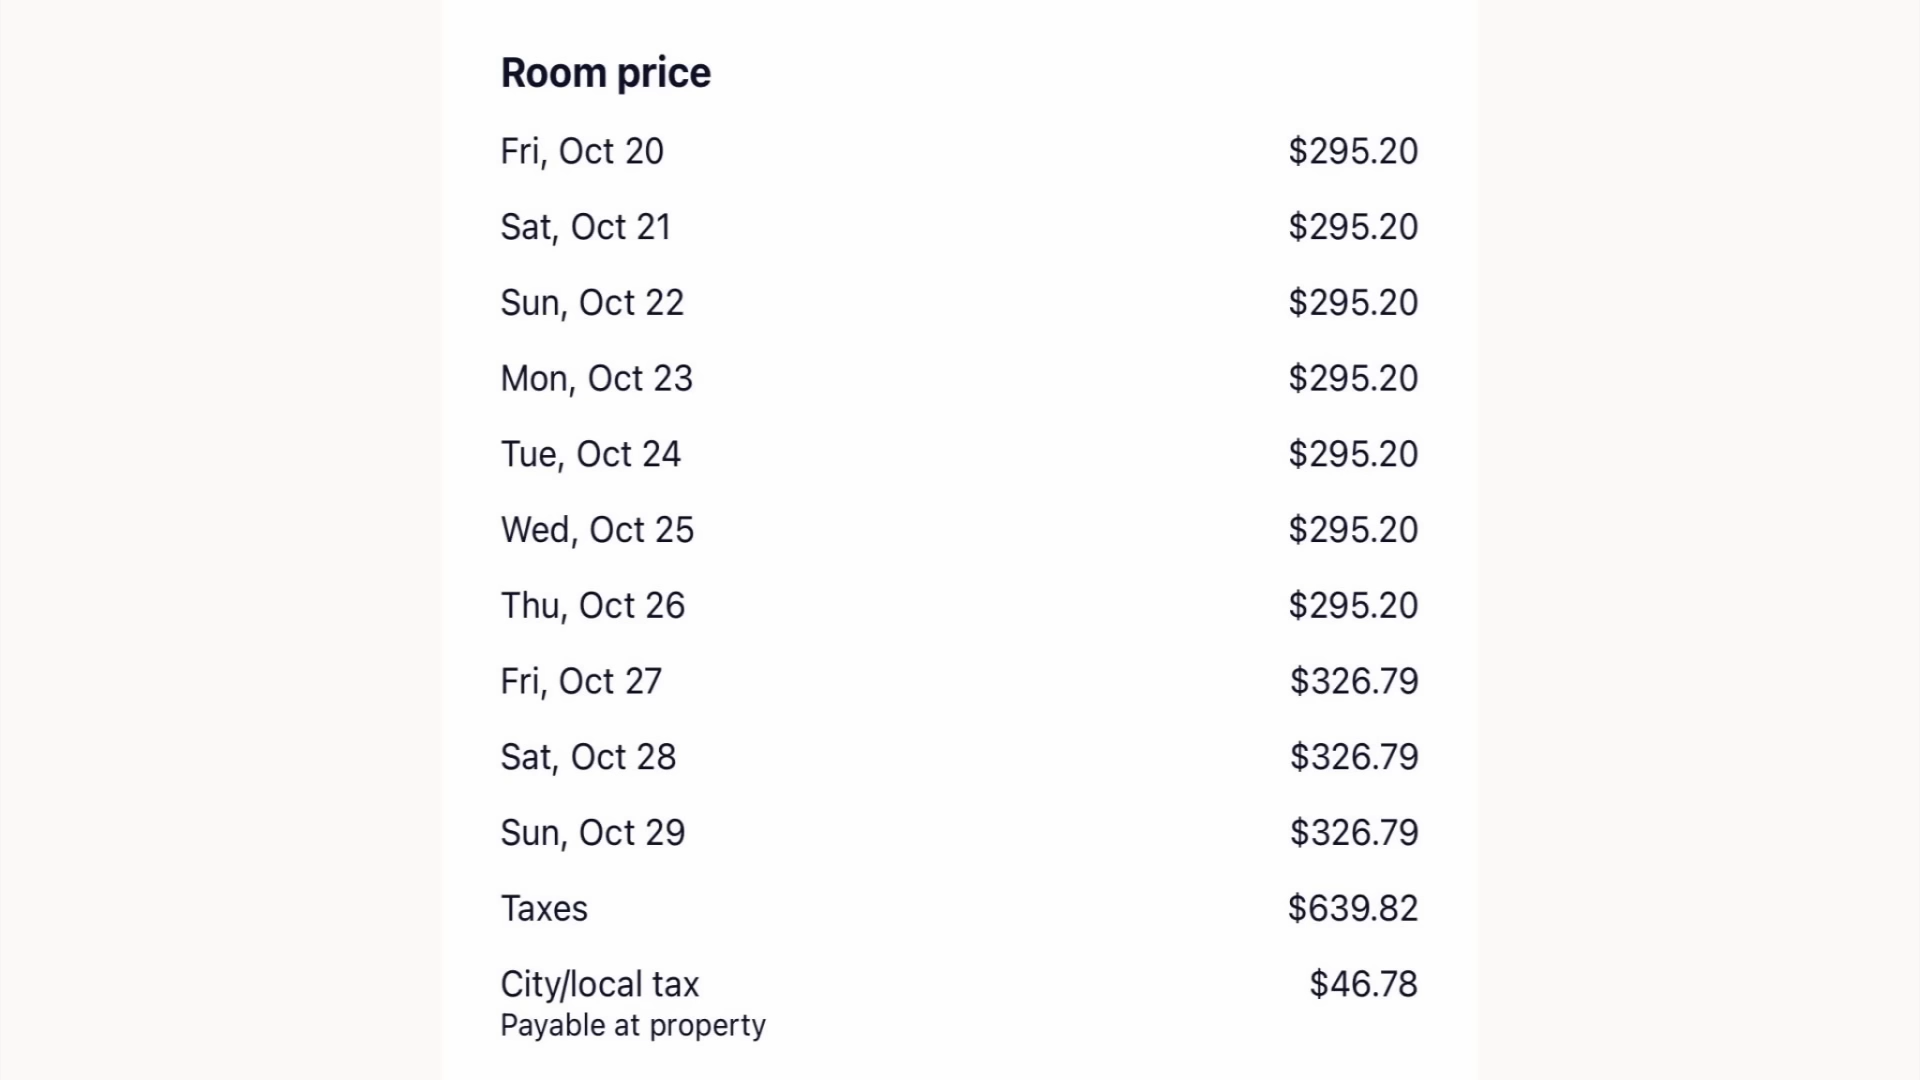 Room price
Fri, Oct 20 $295.20
Sat, Oct 21 $295.20
Sun, Oct 22 $295.20
Mon, Oct 23 $295.20
Tue, Oct 24 $295.20
Wed, Oct 25 $295.20
Thu, Oct 26 $295.20
Fri, Oct 27 $326.79
Sat, Oct 28 $326.79
Sun, Oct 29 $326.79
Taxes $639.82
City/local tax $46.78
Payable at property